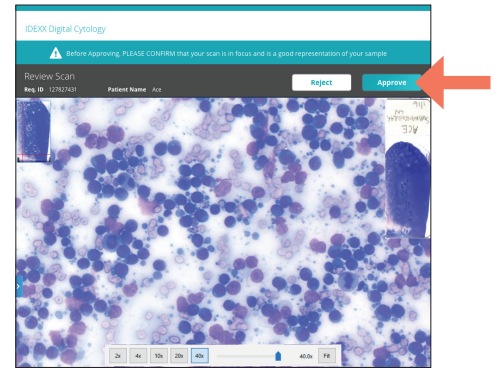 IDEXX Digital Cytology
Before Approving, PLEASE CONFIRM that your scan is in focus and is a good representation of your sample
Review Scan
Reject
Approve
Req. ID 127827431 Patient Name Ace
ACE
2x 4x 10x 20x 40x 40.0x Fit